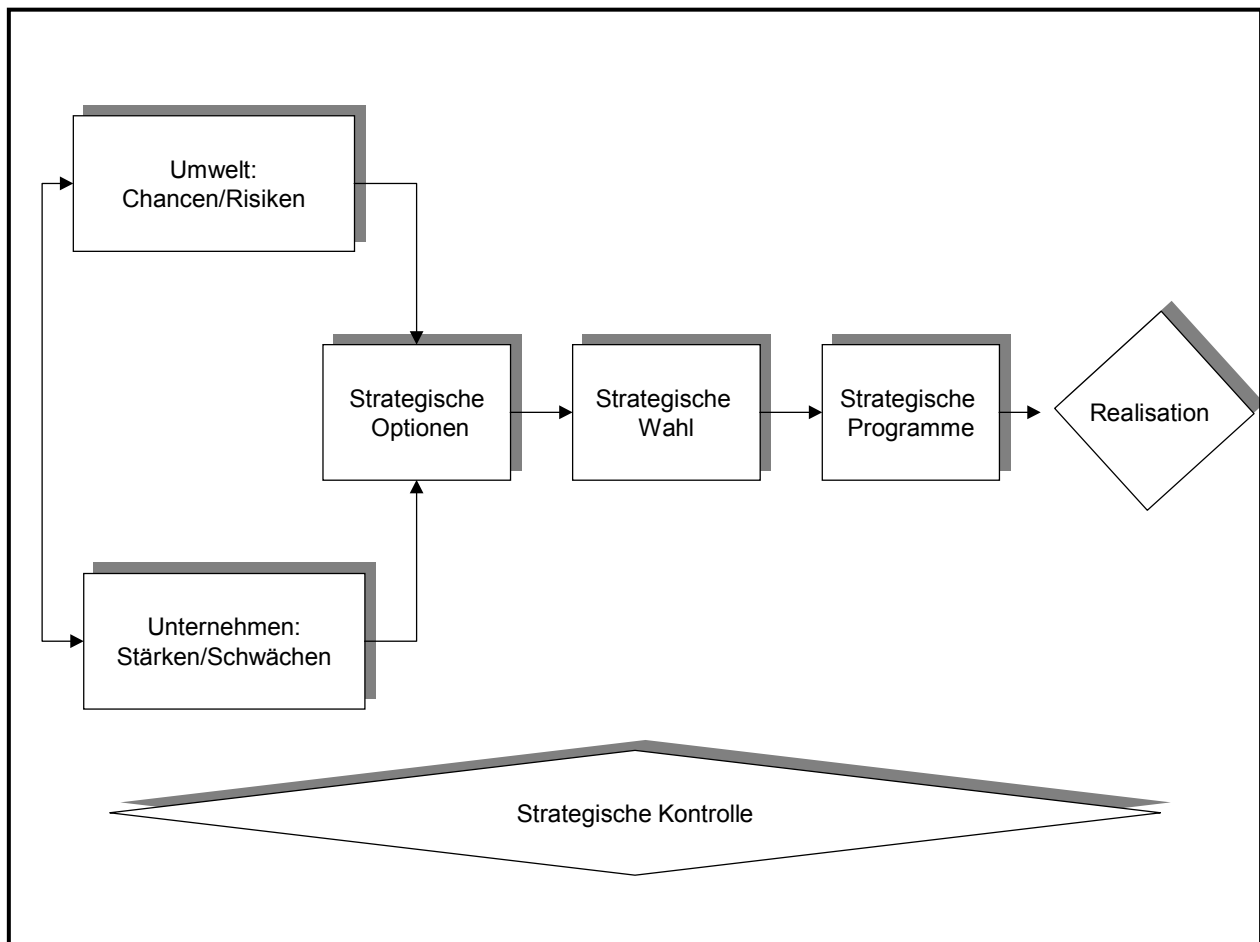 Umwelt:
Chancen/Risiken
Strategische
Optionen
Strategische
Wahl
Strategische
Programme
Realisation
Unternehmen:
Stärken/Schwächen
Strategische Kontrolle